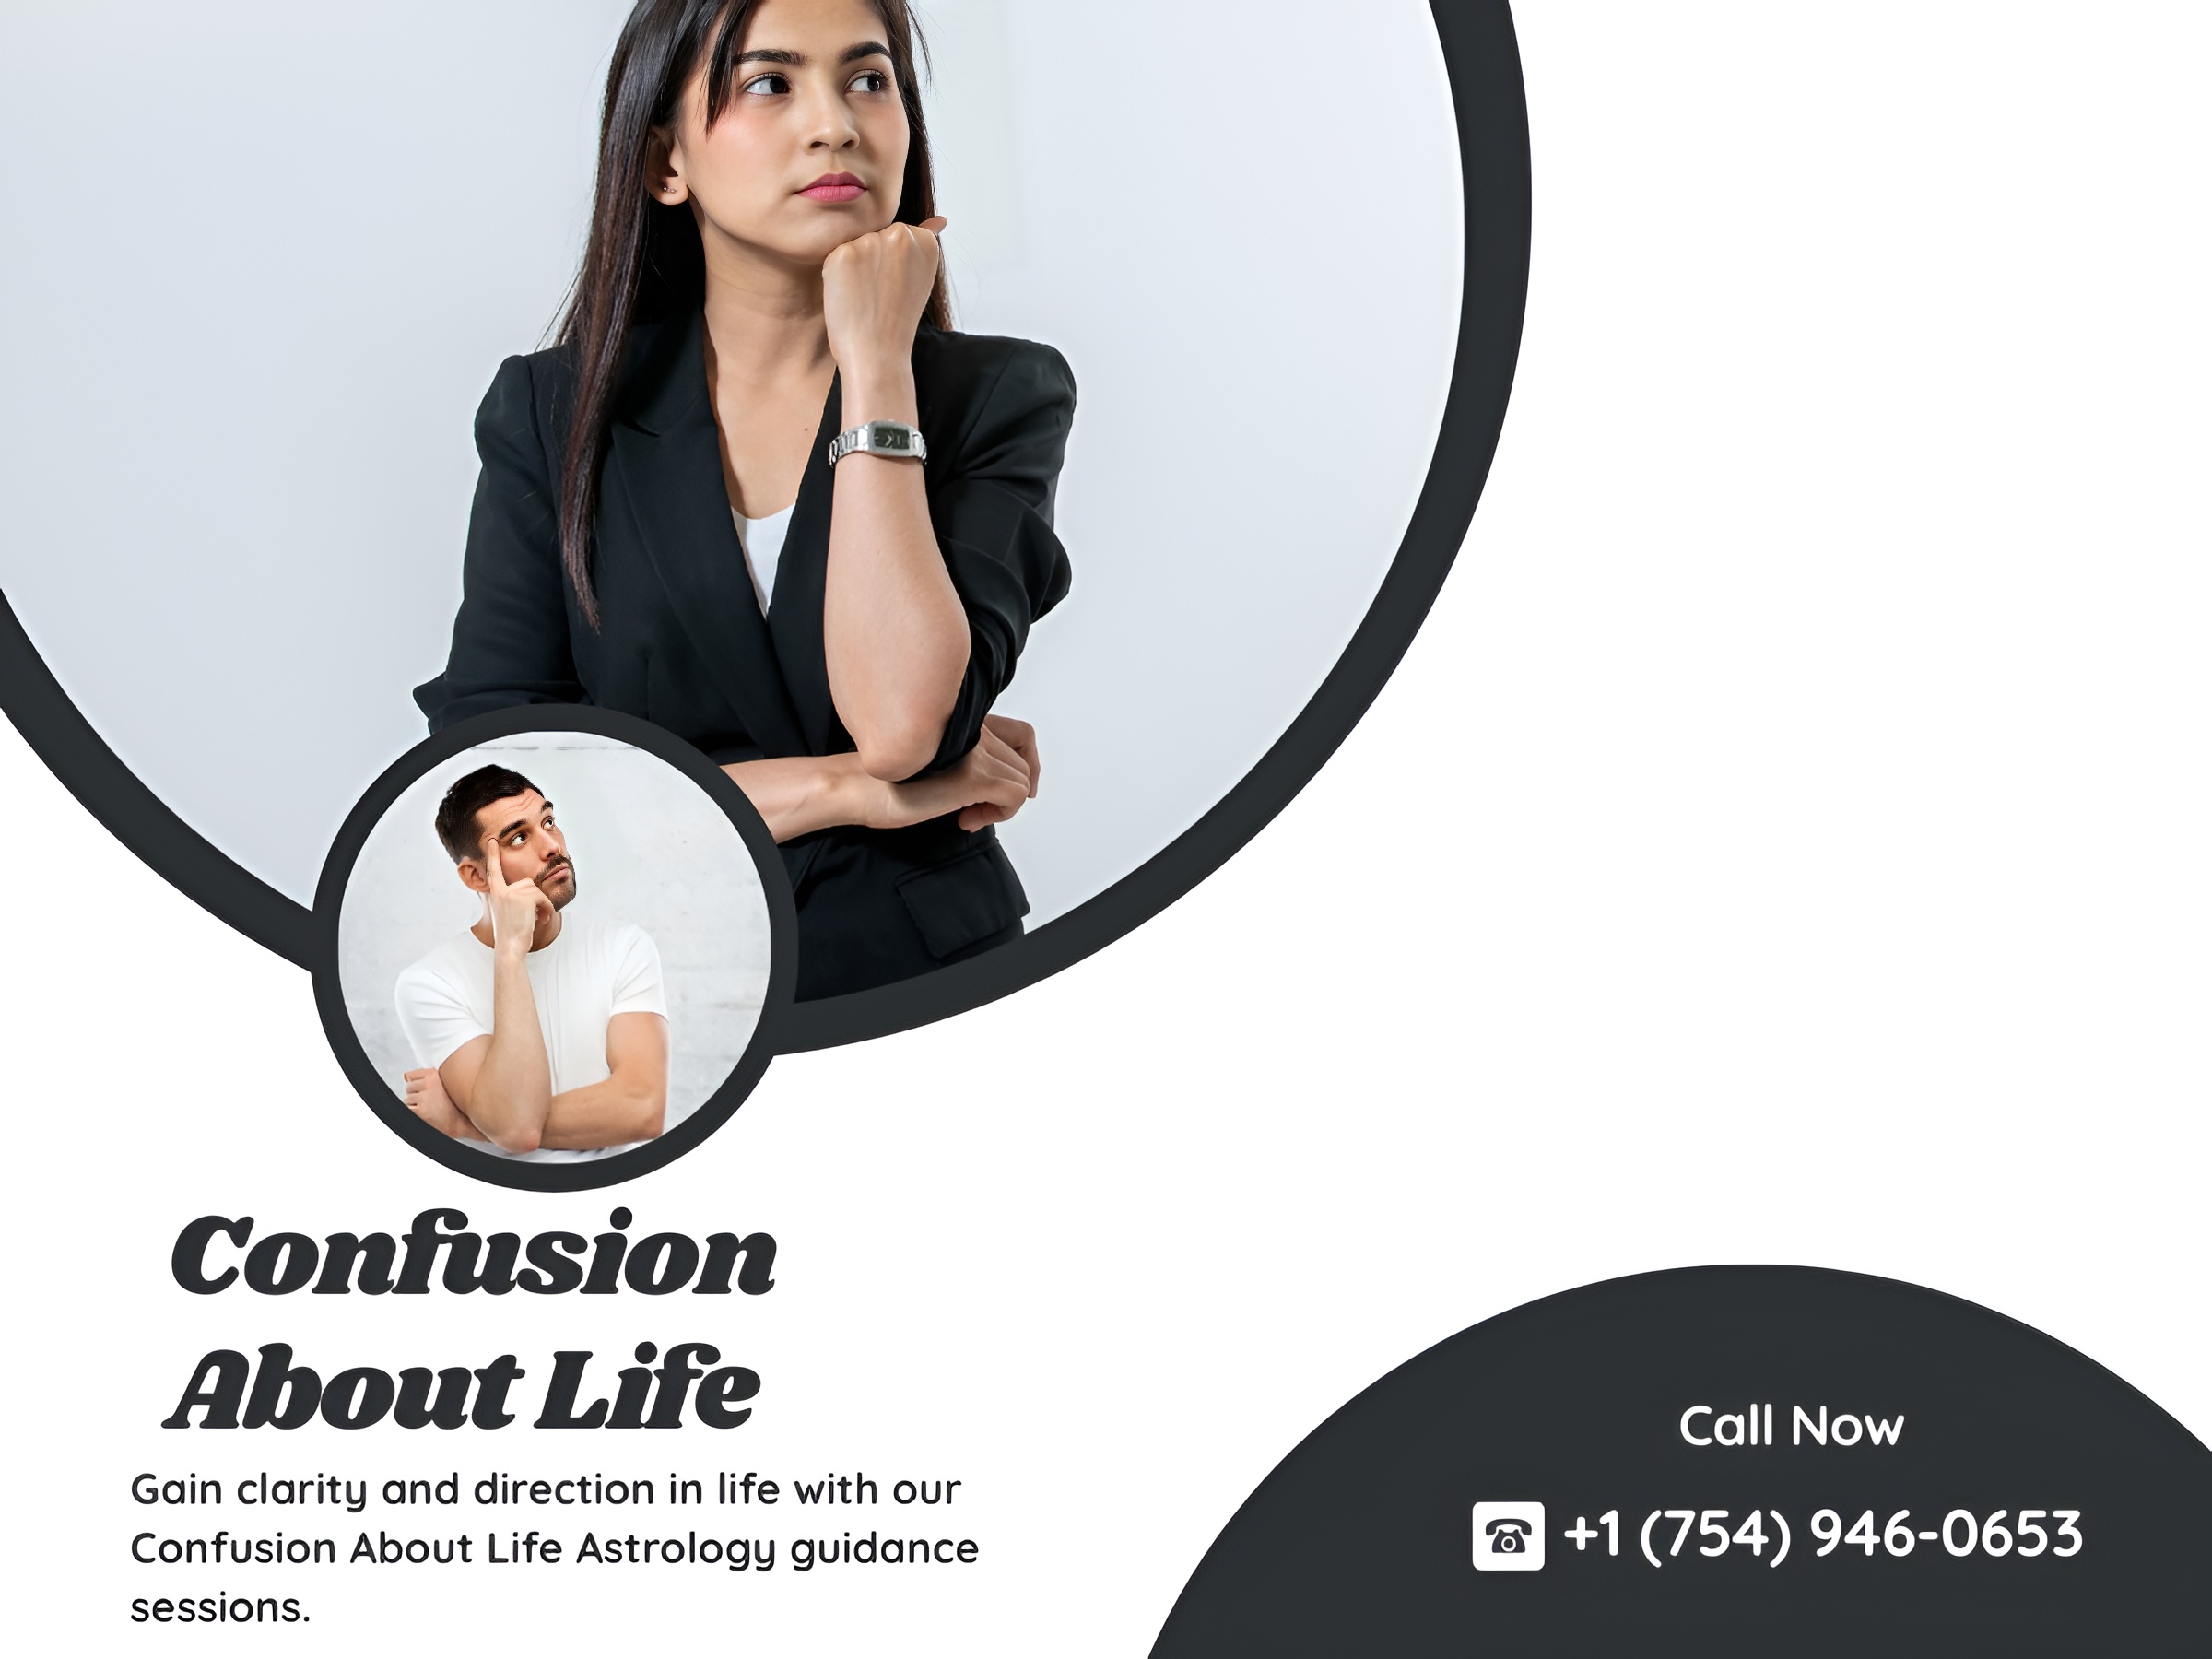 Confusion
About Life
Gain clarity and direction in life with our
Confusion About Life Astrology guidance
sessions.
Call Now
+1 (754) 946-0653